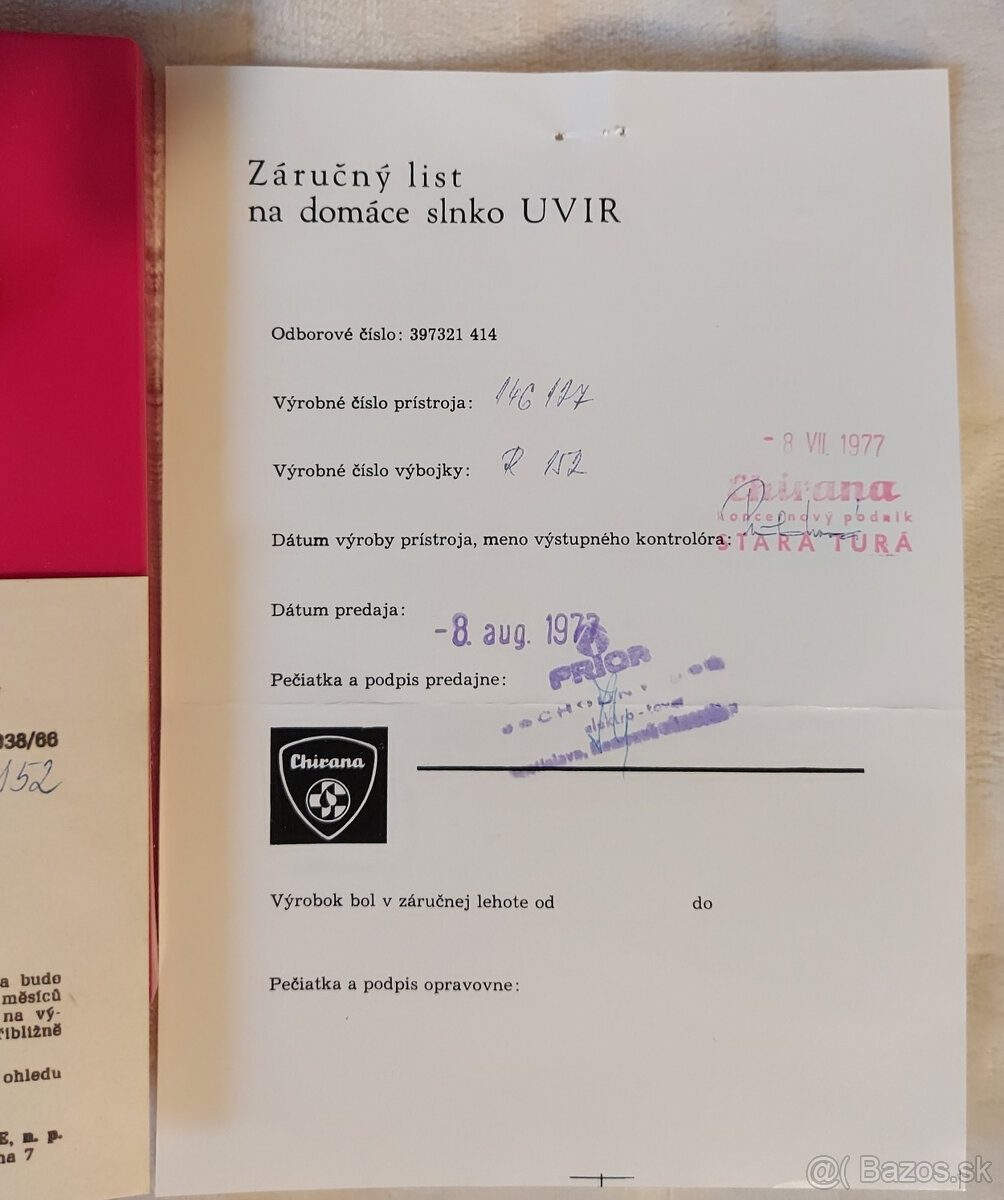 Záručný list
na domáce slnko UVIR
Odborové číslo: 397321 414
Výrobné číslo prístroja: 146 177
Výrobné číslo výbojky: R 152
- 8 VII. 1977
Chirana
koncernový podnik
STARÁ TURÁ
Dátum výroby prístroja, meno výstupného kontrolóra:
Dátum predaja:
-8. aug. 1977
PRIOR
Pečiatka a podpis predajne:
Chirana
Výrobok bol v záručnej lehote od do
Pečiatka a podpis opravovne:
038/66
152
a budo
měsíců
na vý-
ohledu
n. p.
7
@( Bazos.sk